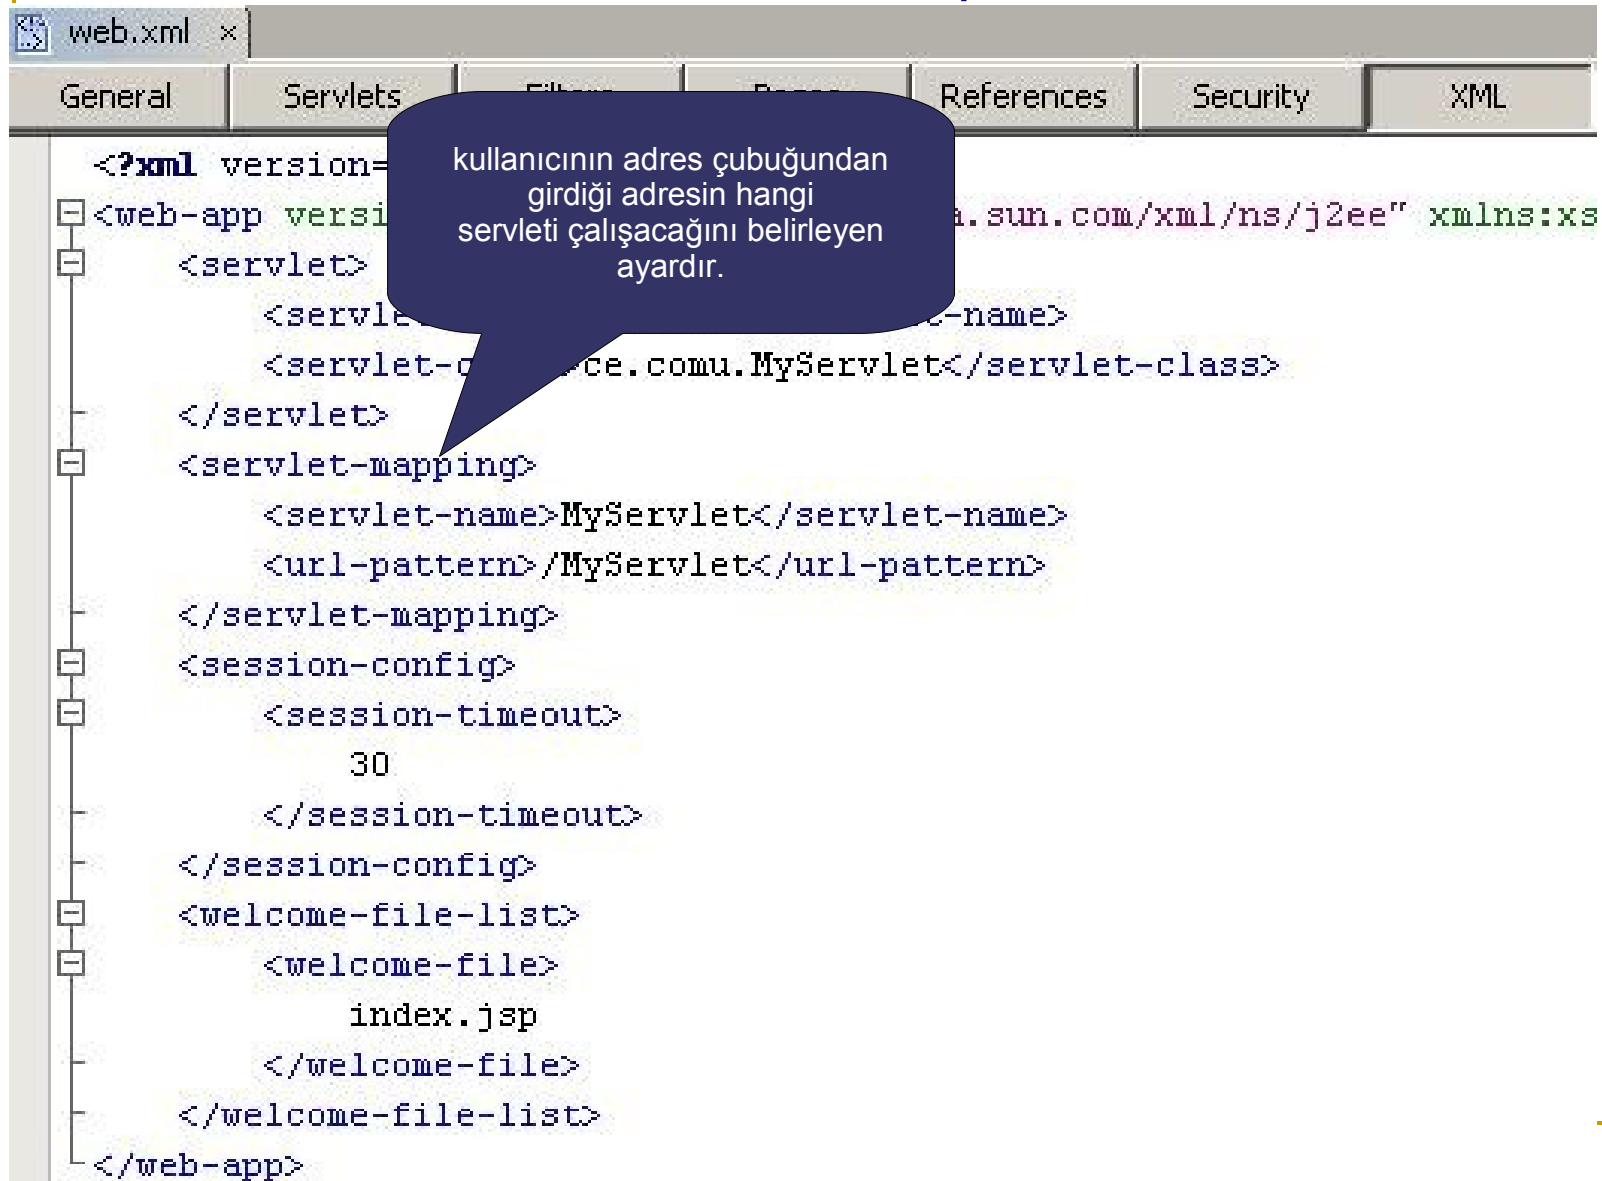 web.xml ×
General Servlets References Security XML
kullanıcının adres çubuğundan
girdiği adresin hangi
servleti çalışacağını belirleyen
ayardır.
<?xml version=
<web-app versi a.sun.com/xml/ns/j2ee" xmlns:xs
<servlet>
<servle t-name>
<servlet-c ce.comu.MyServlet</servlet-class>
</servlet>
<servlet-mapping>
<servlet-name>MyServlet</servlet-name>
<url-pattern>/MyServlet</url-pattern>
</servlet-mapping>
<session-config>
<session-timeout>
30
</session-timeout>
</session-config>
<welcome-file-list>
<welcome-file>
index.jsp
</welcome-file>
</welcome-file-list>
</web-app>